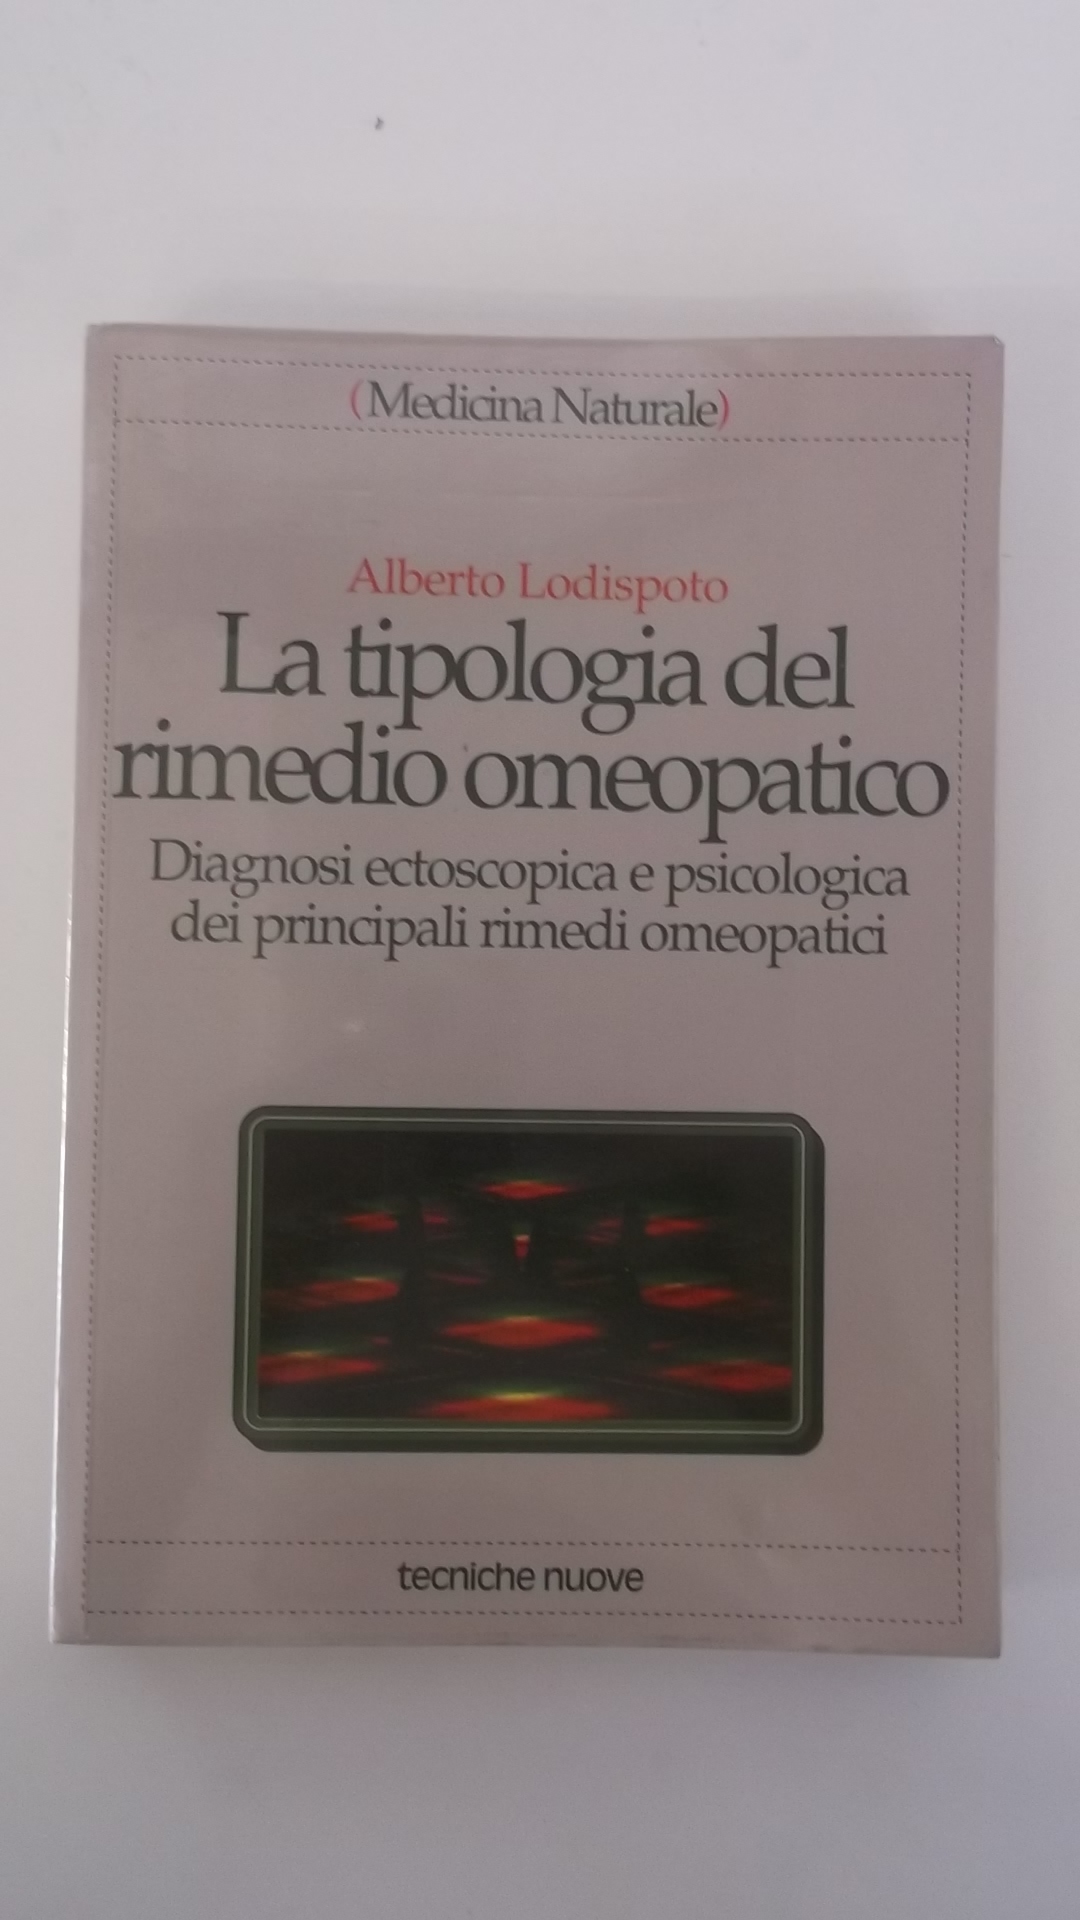 (Medicina Naturale)
Alberto Lodispoto
La tipologia del
rimedio omeopatico
Diagnosi ectoscopica e psicologica
dei principali rimedi omeopatici
tecniche nuove